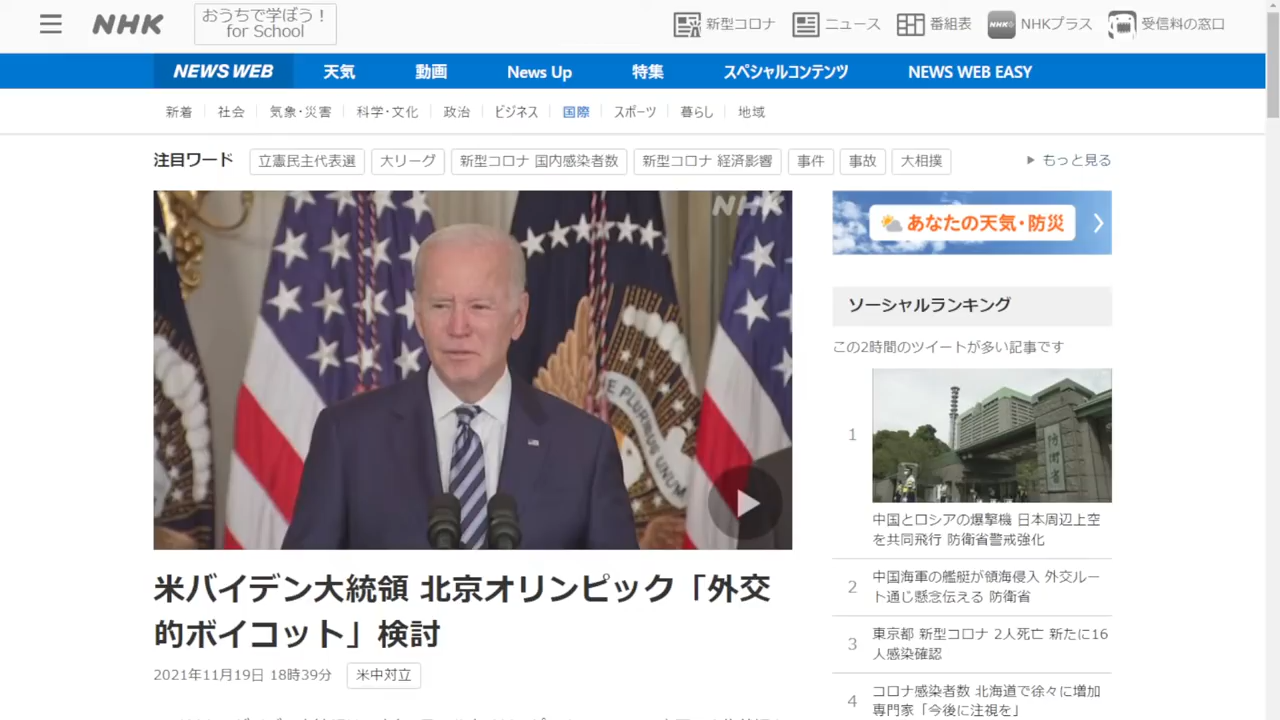 NHK
おうちで学ぼう！
for School
新型コロナ
ニュース
番組表
NHKプラス
受信料の窓口
NEWS WEB
天気
動画
News Up
特集
スペシャルコンテンツ
NEWS WEB EASY
新着
社会
気象・災害
科学・文化
政治
ビジネス
国際
スポーツ
暮らし
地域
注目ワード
立憲民主代表選
大リーグ
新型コロナ 国内感染者数
新型コロナ 経済影響
事件
事故
大相撲
もっと見る
NHK
E PLURIBUS UNUM
米バイデン大統領 北京オリンピック「外交
的ボイコット」検討
2021年11月19日 18時39分
米中対立
あなたの天気・防災
ソーシャルランキング
この2時間のツイートが多い記事です
1
防衛省
中国とロシアの爆撃機 日本周辺上空
を共同飛行 防衛省警戒強化
2
中国海軍の艦艇が領海侵入 外交ルー
ト通じ懸念伝える 防衛省
3
東京都 新型コロナ 2人死亡 新たに16
人感染確認
4
コロナ感染者数 北海道で徐々に増加
専門家「今後に注視を」